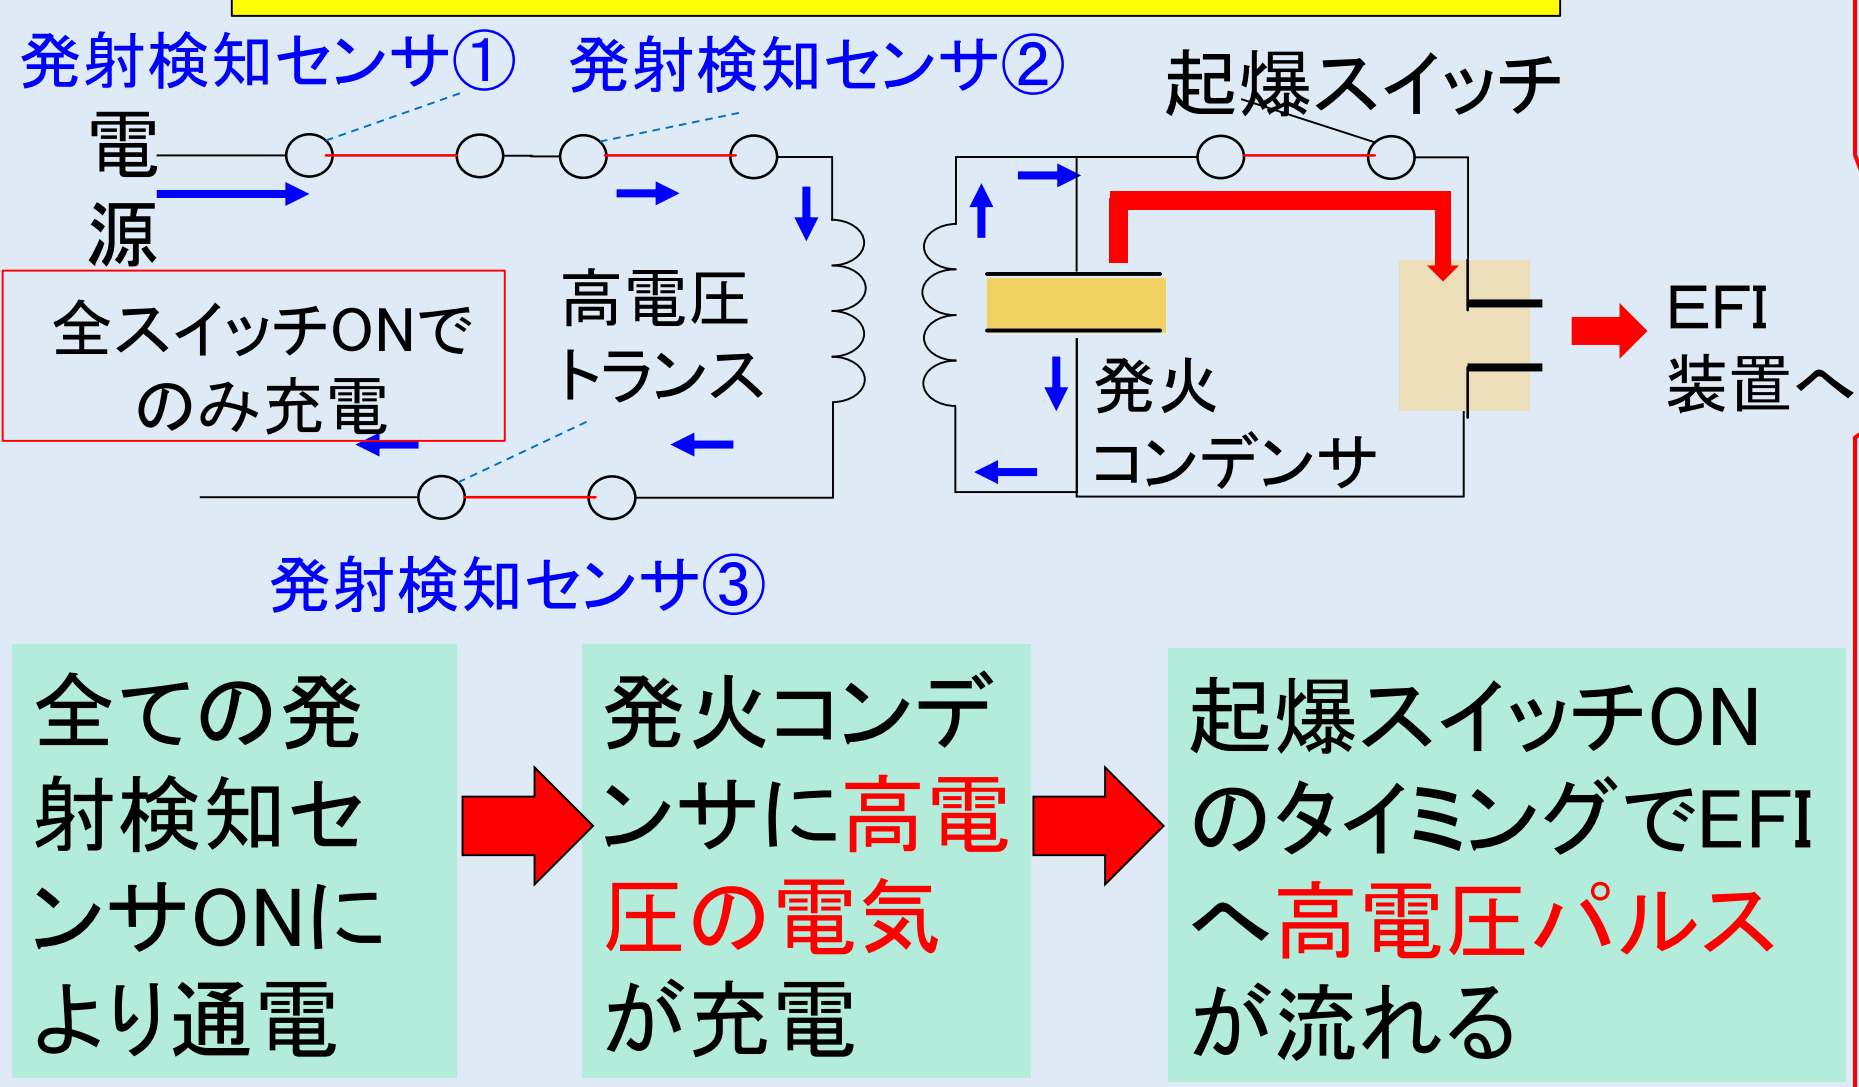 発射検知センサ①
発射検知センサ②
起爆スイッチ
電
源
全スイッチONで
のみ充電
高電圧
トランス
発火
コンデンサ
EFI
装置へ
発射検知センサ③
全ての発
射検知セ
ンサONに
より通電
発火コンデ
ンサに高電
圧の電気
が充電
起爆スイッチON
のタイミングでEFI
へ高電圧パルス
が流れる